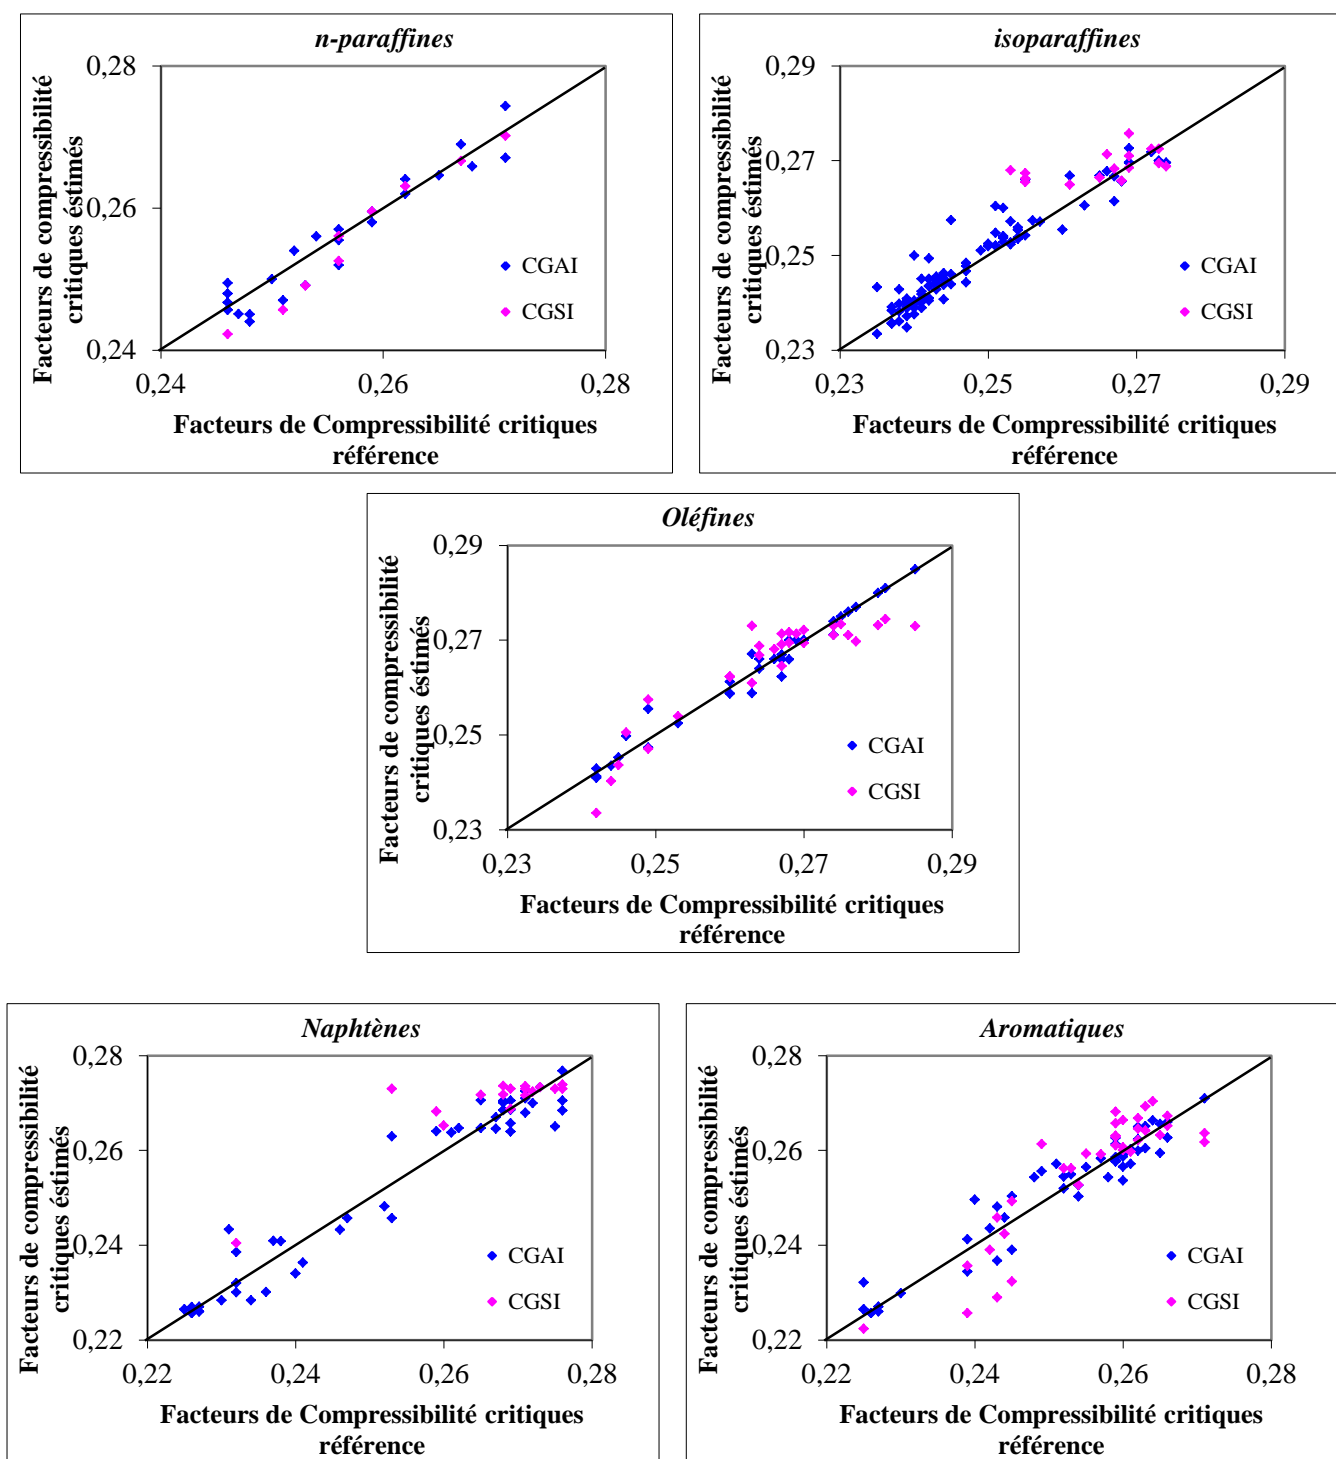 n-paraffines
Facteurs de compressibilité
critiques éstimés
0,28
0,26
0,24
0,24 0,26 0,28
CGAI
CGSI
Facteurs de Compressibilité critiques
référence
isoparaffines
Facteurs de compressibilité
critiques éstimés
0,29
0,27
0,25
0,23
0,23 0,25 0,27 0,29
CGAI
CGSI
Facteurs de Compressibilité critiques
référence
Oléfines
Facteurs de compressibilité
critiques éstimés
0,29
0,27
0,25
0,23
0,23 0,25 0,27 0,29
CGAI
CGSI
Facteurs de Compressibilité critiques
référence
Naphtènes
Facteurs de compressibilité
critiques éstimés
0,28
0,26
0,24
0,22
0,22 0,24 0,26 0,28
CGAI
CGSI
Facteurs de Compressibilité critiques
référence
Aromatiques
Facteurs de compressibilité
critiques éstimés
0,28
0,26
0,24
0,22
0,22 0,24 0,26 0,28
CGAI
CGSI
Facteurs de Compressibilité critiques
référence